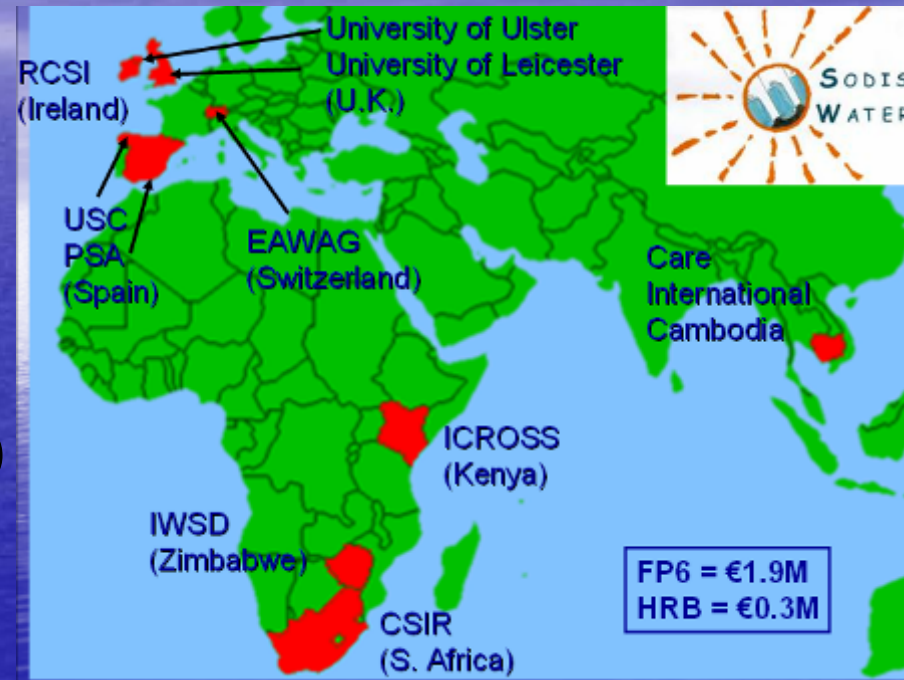 University of Ulster
University of Leicester
(U.K.)
RCSI
(Ireland)
SODIS
WATER
USC
PSA
(Spain)
EAWAG
(Switzerland)
Care
International
Cambodia
ICROSS
(Kenya)
IWSD
(Zimbabwe)
CSIR
(S. Africa)
FP6 = €1.9M
HRB = €0.3M
)